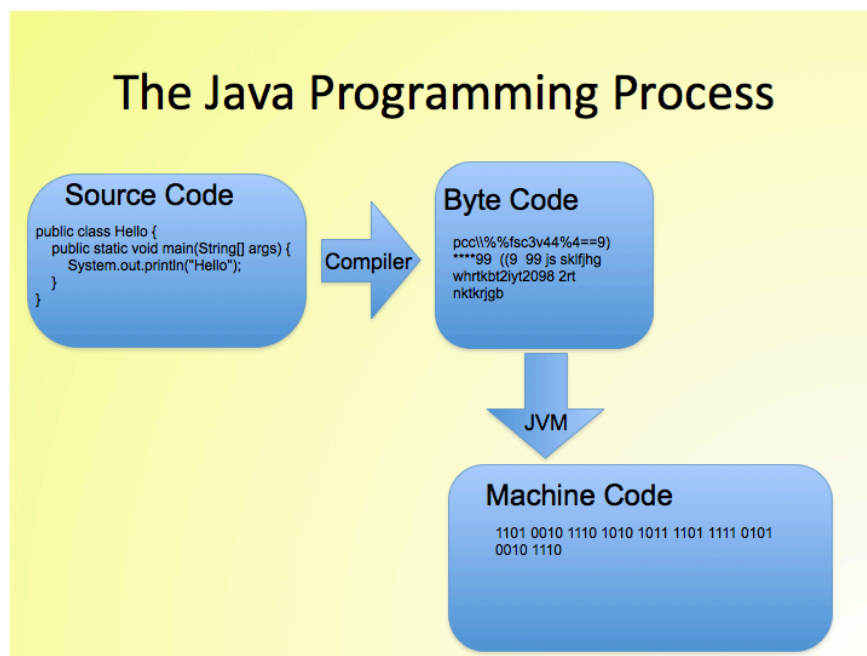 The Java Programming Process
Source Code
public class Hello {
    public static void main(String[] args) {
        System.out.println("Hello");
    }
}
Compiler
Byte Code
pcc\\%%fsc3v44%4==9)
****99  ((9  99 js sklfjhg
whrtkbt2iyt2098 2rt
nktkrjgb
JVM
Machine Code
1101 0010 1110 1010 1011 1101 1111 0101
0010 1110